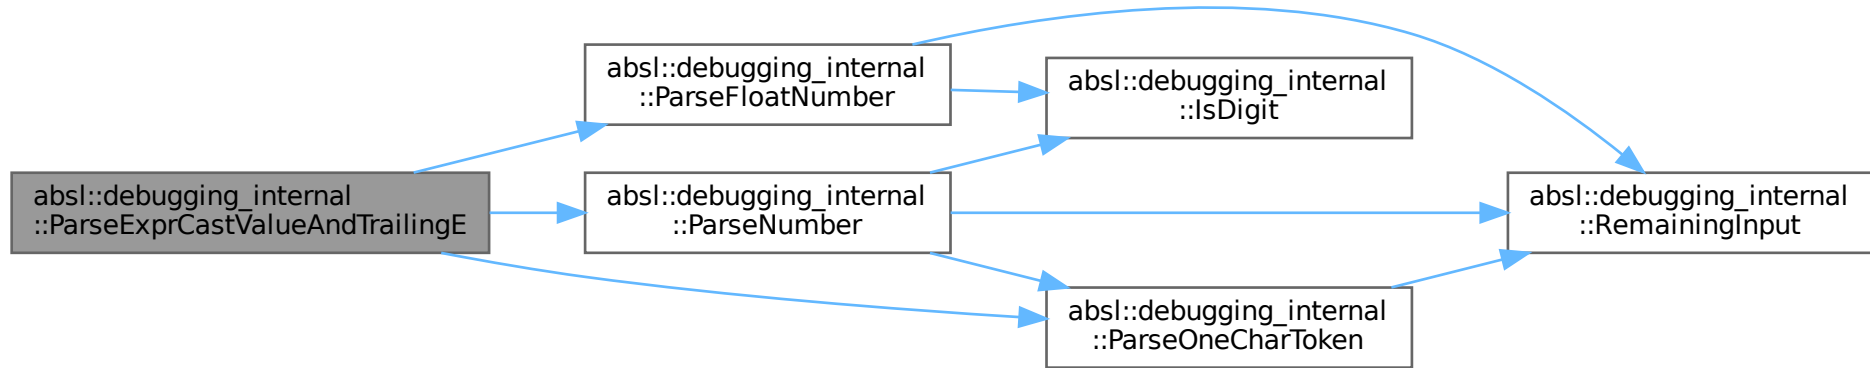 absl::debugging_internal
::ParseExprCastValueAndTrailingE
absl::debugging_internal
::ParseFloatNumber
absl::debugging_internal
::IsDigit
absl::debugging_internal
::ParseNumber
absl::debugging_internal
::ParseOneCharToken
absl::debugging_internal
::RemainingInput